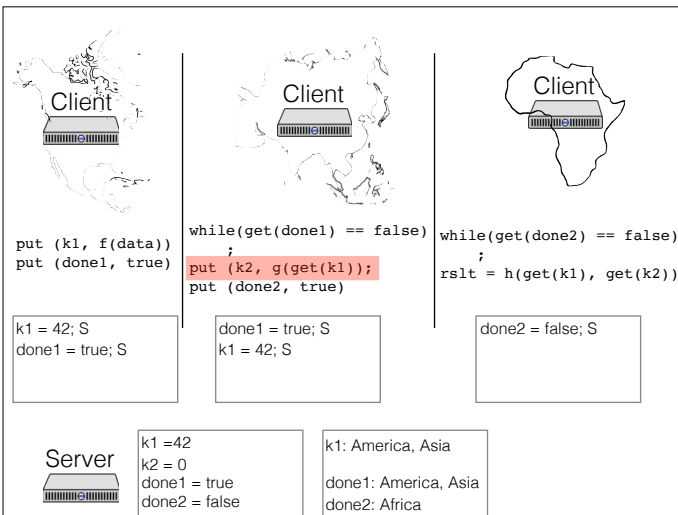 Client
put (k1, f(data))
put (done1, true)
k1 = 42; S
done1 = true; S
Client
while(get(done1) == false)
;
put (k2, g(get(k1));
put (done2, true)
done1 = true; S
k1 = 42; S
Client
while(get(done2) == false)
;
rslt = h(get(k1), get(k2))
done2 = false; S
Server
k1 =42
k2 = 0
done1 = true
done2 = false
k1: America, Asia
done1: America, Asia
done2: Africa